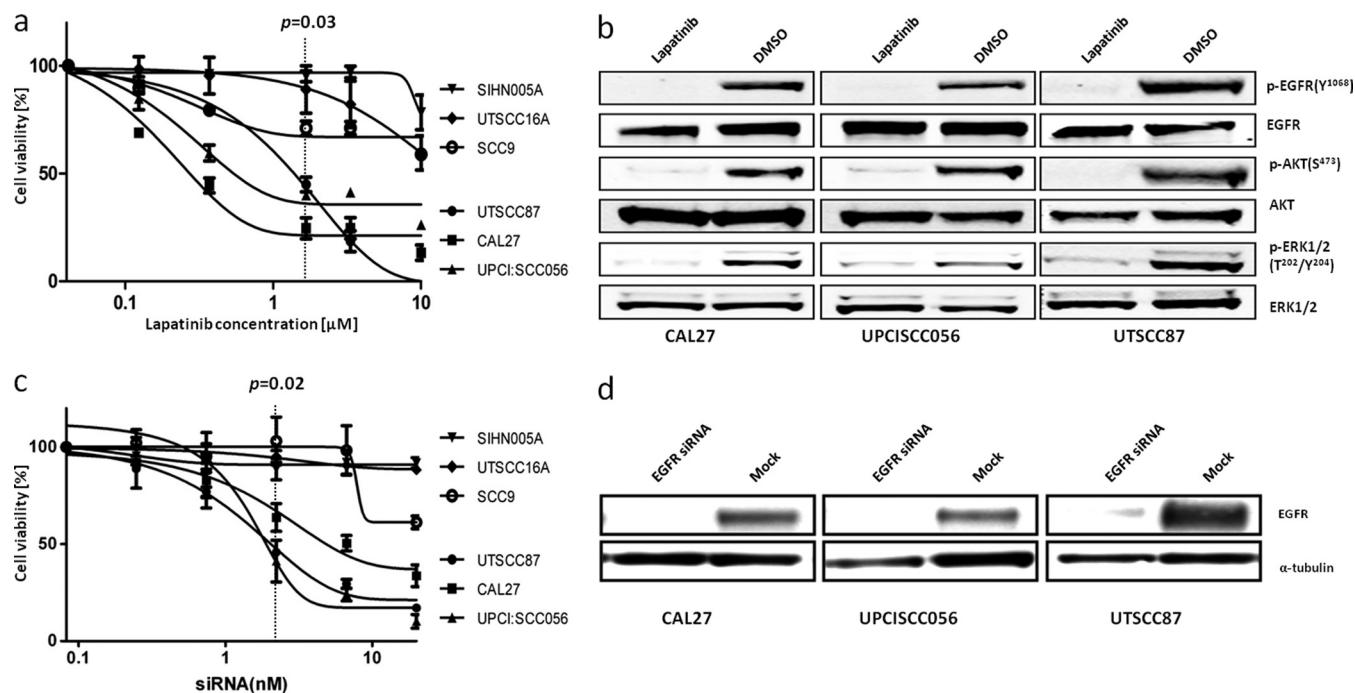 a
p=0.03
Cell viability [%]
100
50
0
0.1
1
10
Lapatinib concentration [μM]
SIHN005A
UTSCC16A
SCC9
UTSCC87
CAL27
UPCI:SCC056
b
Lapatinib
DMSO
Lapatinib
DMSO
Lapatinib
DMSO
p-EGFR(Y1068)
EGFR
p-AKT(S473)
AKT
p-ERK1/2
(T202/Y204)
ERK1/2
CAL27
UPCISCC056
UTSCC87
c
p=0.02
Cell viability [%]
100
50
0
0.1
1
10
siRNA(nM)
SIHN005A
UTSCC16A
SCC9
UTSCC87
CAL27
UPCI:SCC056
d
EGFR siRNA
Mock
EGFR siRNA
Mock
EGFR siRNA
Mock
EGFR
α-tubulin
CAL27
UPCISCC056
UTSCC87